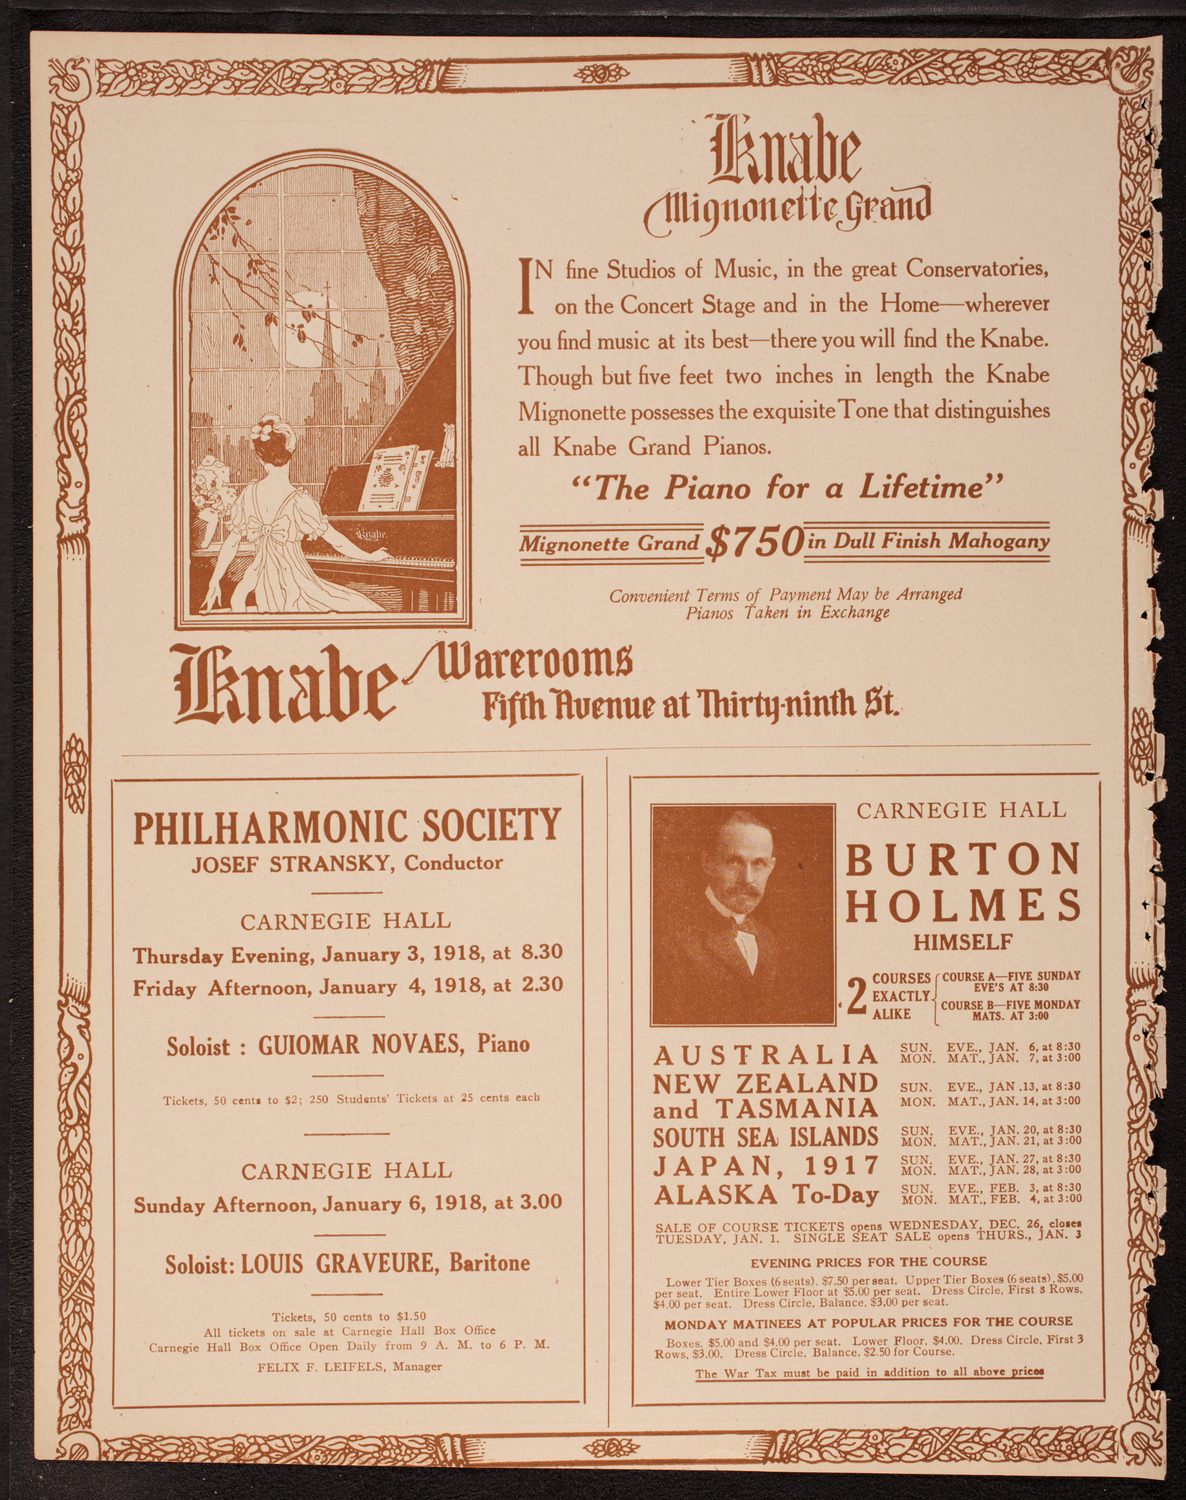 Knabe
Mignonette Grand
IN fine Studios of Music, in the great Conservatories,
on the Concert Stage and in the Home—wherever
you find music at its best—there you will find the Knabe.
Though but five feet two inches in length the Knabe
Mignonette possesses the exquisite Tone that distinguishes
all Knabe Grand Pianos.
"The Piano for a Lifetime"
Mignonette Grand $750 in Dull Finish Mahogany
Convenient Terms of Payment May be Arranged
Pianos Taken in Exchange
Knabe
Knabe Warerooms
Fifth Avenue at Thirty-ninth St.
PHILHARMONIC SOCIETY
JOSEF STRANSKY, Conductor
CARNEGIE HALL
Thursday Evening, January 3, 1918, at 8.30
Friday Afternoon, January 4, 1918, at 2.30
Soloist : GUIOMAR NOVAES, Piano
Tickets, 50 cents to $2; 250 Students' Tickets at 25 cents each
CARNEGIE HALL
Sunday Afternoon, January 6, 1918, at 3.00
Soloist: LOUIS GRAVEURE, Baritone
Tickets, 50 cents to $1.50
All tickets on sale at Carnegie Hall Box Office
Carnegie Hall Box Office Open Daily from 9 A. M. to 6 P. M.
FELIX F. LEIFELS, Manager
CARNEGIE HALL
BURTON
HOLMES
HIMSELF
2 COURSES EXACTLY ALIKE
COURSE A—FIVE SUNDAY
EVE'S AT 8:30
COURSE B—FIVE MONDAY
MATS. AT 3:00
AUSTRALIA SUN. EVE., JAN. 6, at 8:30
MON. MAT., JAN. 7, at 3:00
NEW ZEALAND SUN. EVE., JAN. 13, at 8:30
and TASMANIA MON. MAT., JAN. 14, at 3:00
SOUTH SEA ISLANDS SUN. EVE., JAN. 20, at 8:30
MON. MAT., JAN. 21, at 3:00
JAPAN, 1917 SUN. EVE., JAN. 27, at 8:30
MON. MAT., JAN. 28, at 3:00
ALASKA To-Day SUN. EVE., FEB. 3, at 8:30
MON. MAT., FEB. 4, at 3:00
SALE OF COURSE TICKETS opens WEDNESDAY, DEC. 26, closes
TUESDAY, JAN. 1. SINGLE SEAT SALE opens THURS., JAN. 3
EVENING PRICES FOR THE COURSE
Lower Tier Boxes (6 seats). $7.50 per seat. Upper Tier Boxes (6 seats). $5.00
per seat. Entire Lower Floor at $5.00 per seat. Dress Circle, First 3 Rows,
$4.00 per seat. Dress Circle, Balance, $3.00 per seat.
MONDAY MATINEES AT POPULAR PRICES FOR THE COURSE
Boxes, $5.00 and $4.00 per seat. Lower Floor, $4.00. Dress Circle, First 3
Rows, $3.00. Dress Circle, Balance, $2.50 for Course.
The War Tax must be paid in addition to all above prices